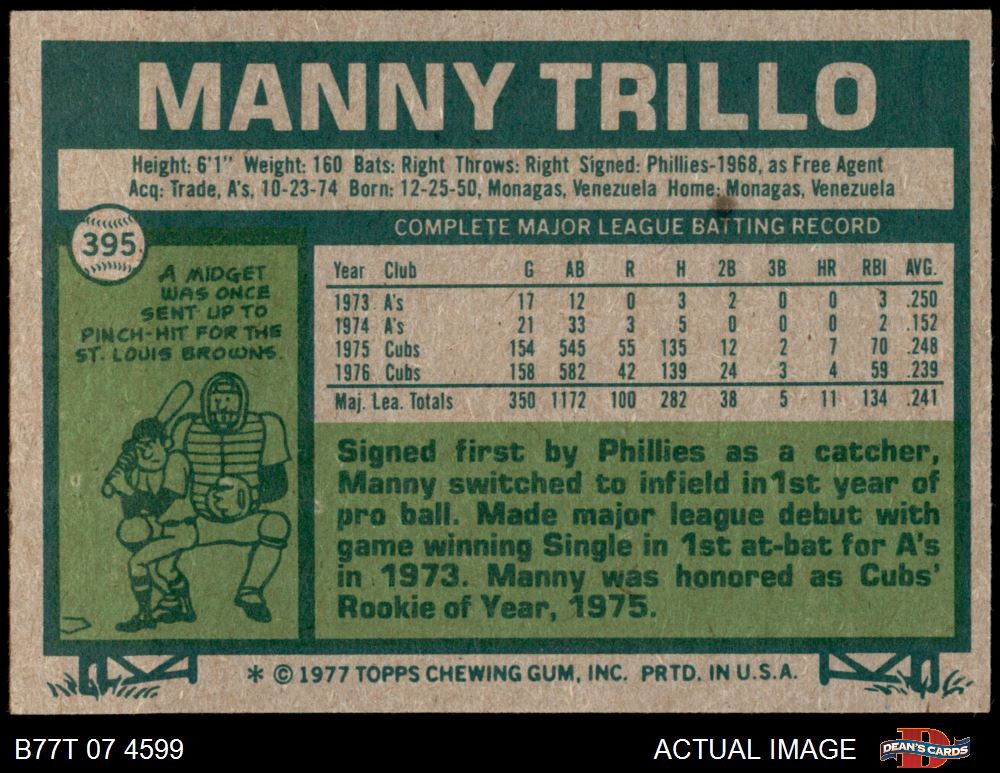 MANNY TRILLO
Height: 6'1" Weight: 160 Bats: Right Throws: Right Signed: Phillies-1968, as Free Agent
Acq: Trade, A's, 10-23-74 Born: 12-25-50, Monagas, Venezuela Home: Monagas, Venezuela
395
A MIDGET
WAS ONCE
SENT UP TO
PINCH-HIT FOR THE
ST. LOUIS BROWNS.
COMPLETE MAJOR LEAGUE BATTING RECORD
Year Club G AB R H 2B 3B HR RBI AVG.
1973 A's 17 12 0 3 2 0 0 3 .250
1974 A's 21 33 3 5 0 0 0 2 .152
1975 Cubs 154 545 55 135 12 2 7 70 .248
1976 Cubs 158 582 42 139 24 3 4 59 .239
Maj. Lea. Totals 350 1172 100 282 38 5 11 134 .241
Signed first by Phillies as a catcher,
Manny switched to infield in 1st year of
pro ball. Made major league debut with
game winning Single in 1st at-bat for A's
in 1973. Manny was honored as Cubs'
Rookie of Year, 1975.
* © 1977 TOPPS CHEWING GUM, INC. PRTD. IN U.S.A.
B77T 07 4599 ACTUAL IMAGE DEAN'S CARDS